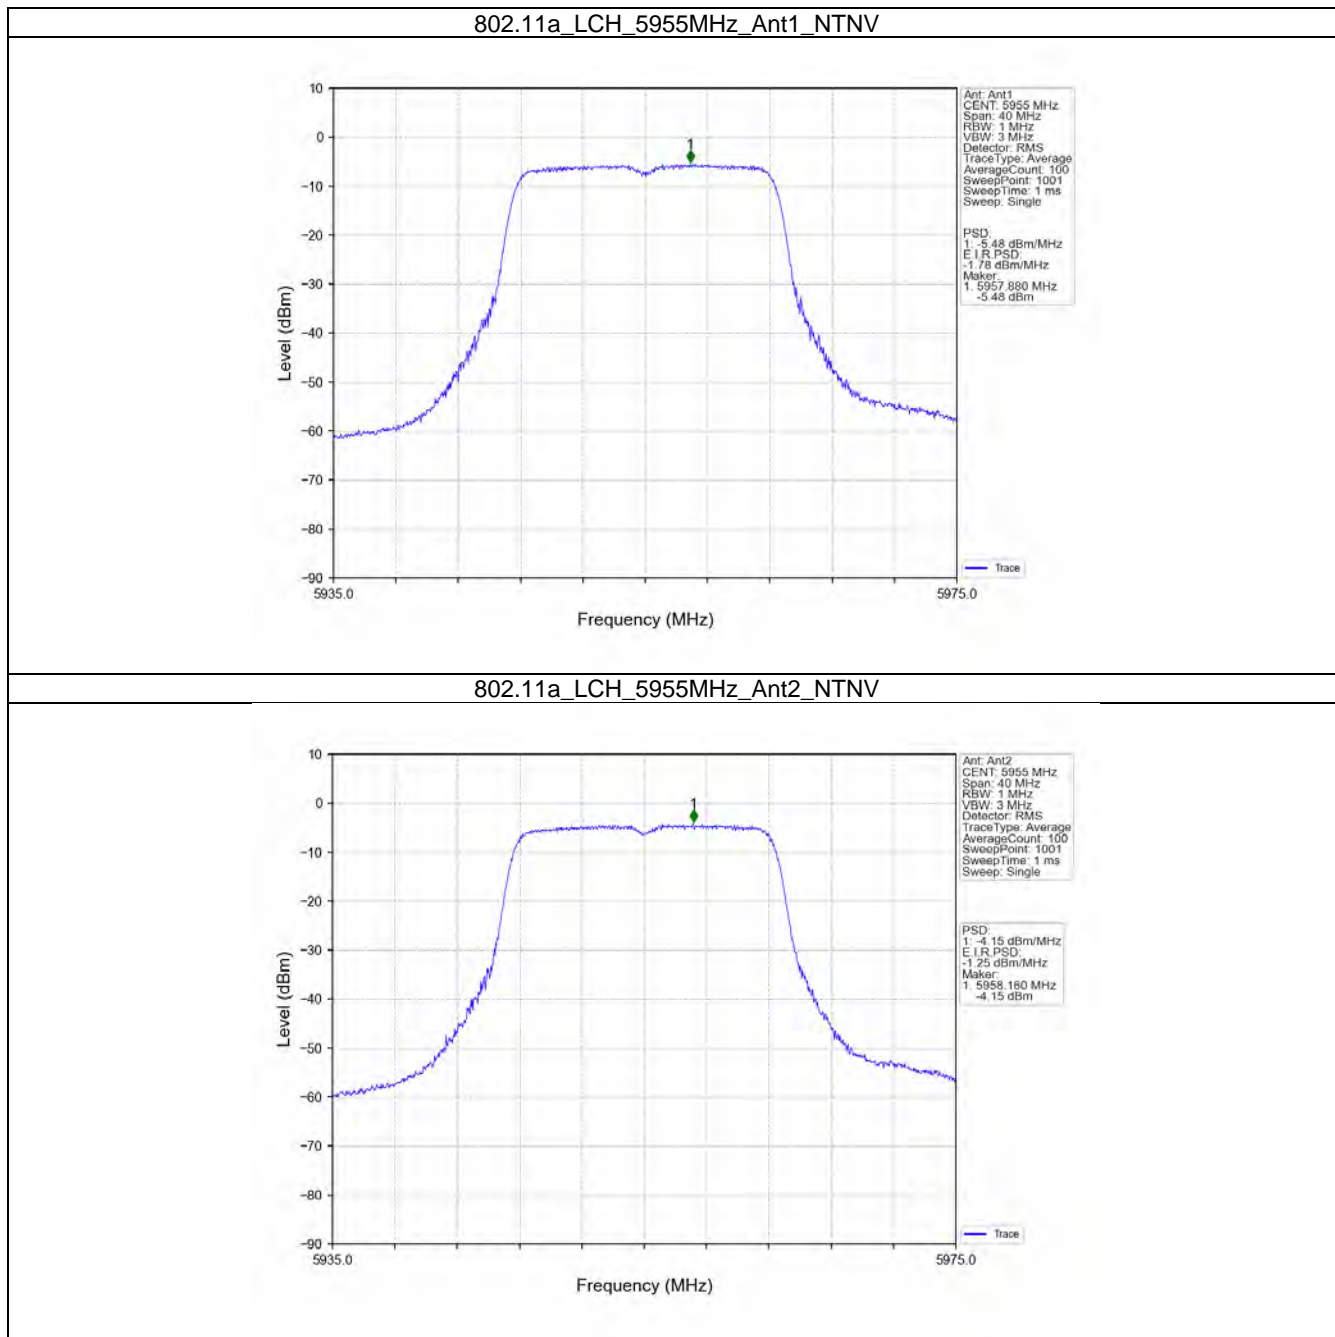 802.11a_LCH_5955MHz_Ant1_NTNV
10
0
−10
−20
−30
−40
−50
−60
−70
−80
−90
Level (dBm)
1
5935.0
5975.0
Frequency (MHz)
Ant: Ant1
CENT: 5955 MHz
Span: 40 MHz
RBW: 1 MHz
VBW: 3 MHz
Detector: RMS
TraceType: Average
AverageCount: 100
SweepPoint: 1001
SweepTime: 1 ms
Sweep: Single
PSD:
1: -5.48 dBm/MHz
E.I.R.PSD:
-1.78 dBm/MHz
Maker:
1. 5957.880 MHz
-5.48 dBm
Trace
802.11a_LCH_5955MHz_Ant2_NTNV
10
0
−10
−20
−30
−40
−50
−60
−70
−80
−90
Level (dBm)
1
5935.0
5975.0
Frequency (MHz)
Ant: Ant2
CENT: 5955 MHz
Span: 40 MHz
RBW: 1 MHz
VBW: 3 MHz
Detector: RMS
TraceType: Average
AverageCount: 100
SweepPoint: 1001
SweepTime: 1 ms
Sweep: Single
PSD:
1: -4.15 dBm/MHz
E.I.R.PSD:
-1.25 dBm/MHz
Maker:
1. 5958.160 MHz
-4.15 dBm
Trace